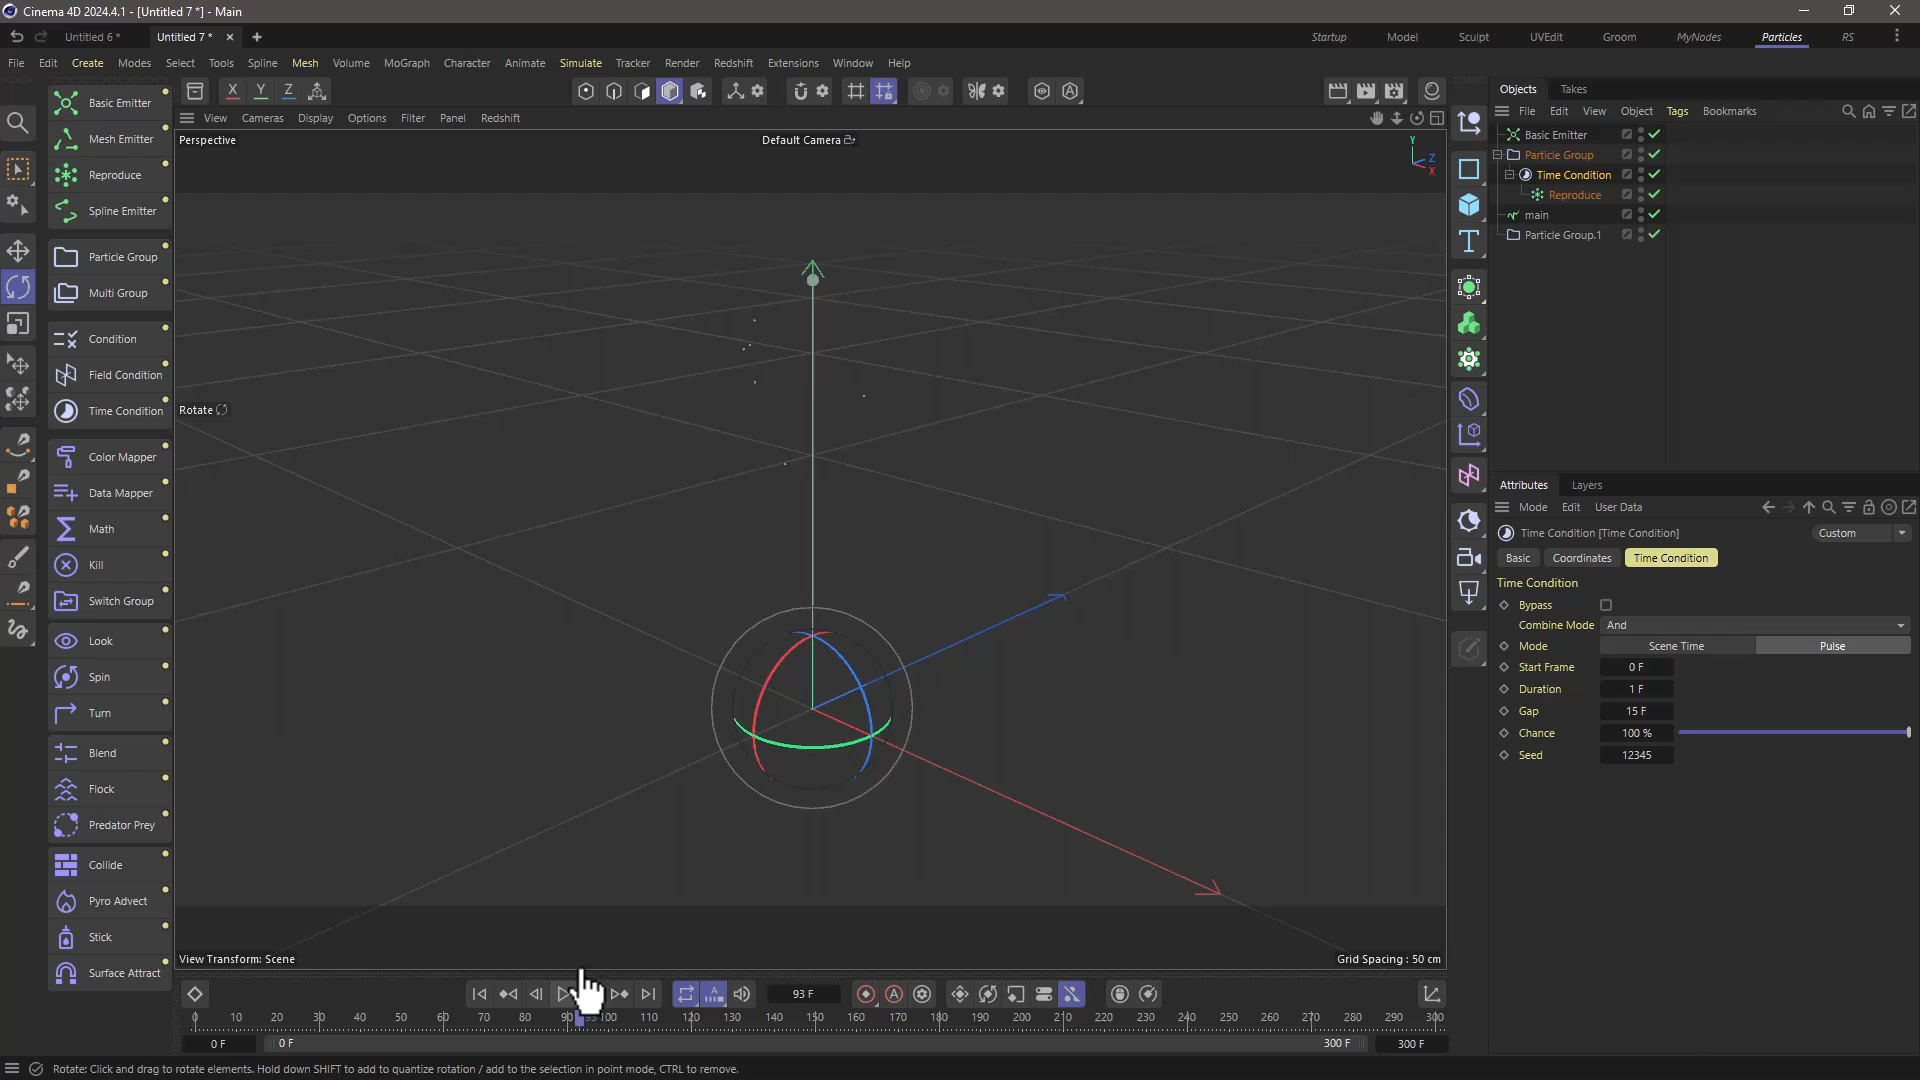 Cinema 4D 2024.4.1 - [Untitled 7 *] - Main
Untitled 6 *
Untitled 7 *
Startup
Model
Sculpt
UVEdit
Groom
MyNodes
Particles
RS
File
Edit
Create
Modes
Select
Tools
Spline
Mesh
Volume
MoGraph
Character
Animate
Simulate
Tracker
Render
Redshift
Extensions
Window
Help
X
Y
Z
View
Cameras
Display
Options
Filter
Panel
Redshift
Perspective
Default Camera
Y
Z
X
Rotate
View Transform: Scene
Grid Spacing : 50 cm
Basic Emitter
Mesh Emitter
Reproduce
Spline Emitter
Particle Group
Multi Group
Condition
Field Condition
Time Condition
Color Mapper
Data Mapper
Math
Kill
Switch Group
Look
Spin
Turn
Blend
Flock
Predator Prey
Collide
Pyro Advect
Stick
Surface Attract
Objects
Takes
File
Edit
View
Object
Tags
Bookmarks
Basic Emitter
Particle Group
Time Condition
Reproduce
main
Particle Group.1
Attributes
Layers
Mode
Edit
User Data
Time Condition [Time Condition]
Custom
Basic
Coordinates
Time Condition
Time Condition
Bypass
Combine Mode And
Mode Scene Time Pulse
Start Frame 0 F
Duration 1 F
Gap 15 F
Chance 100 %
Seed 12345
93 F
0 10 20 30 40 50 60 70 80 90 93 100 110 120 130 140 150 160 170 180 190 200 210 220 230 240 250 260 270 280 290 300
0 F
0 F
300 F
300 F
Rotate: Click and drag to rotate elements. Hold down SHIFT to add to quantize rotation / add to the selection in point mode, CTRL to remove.